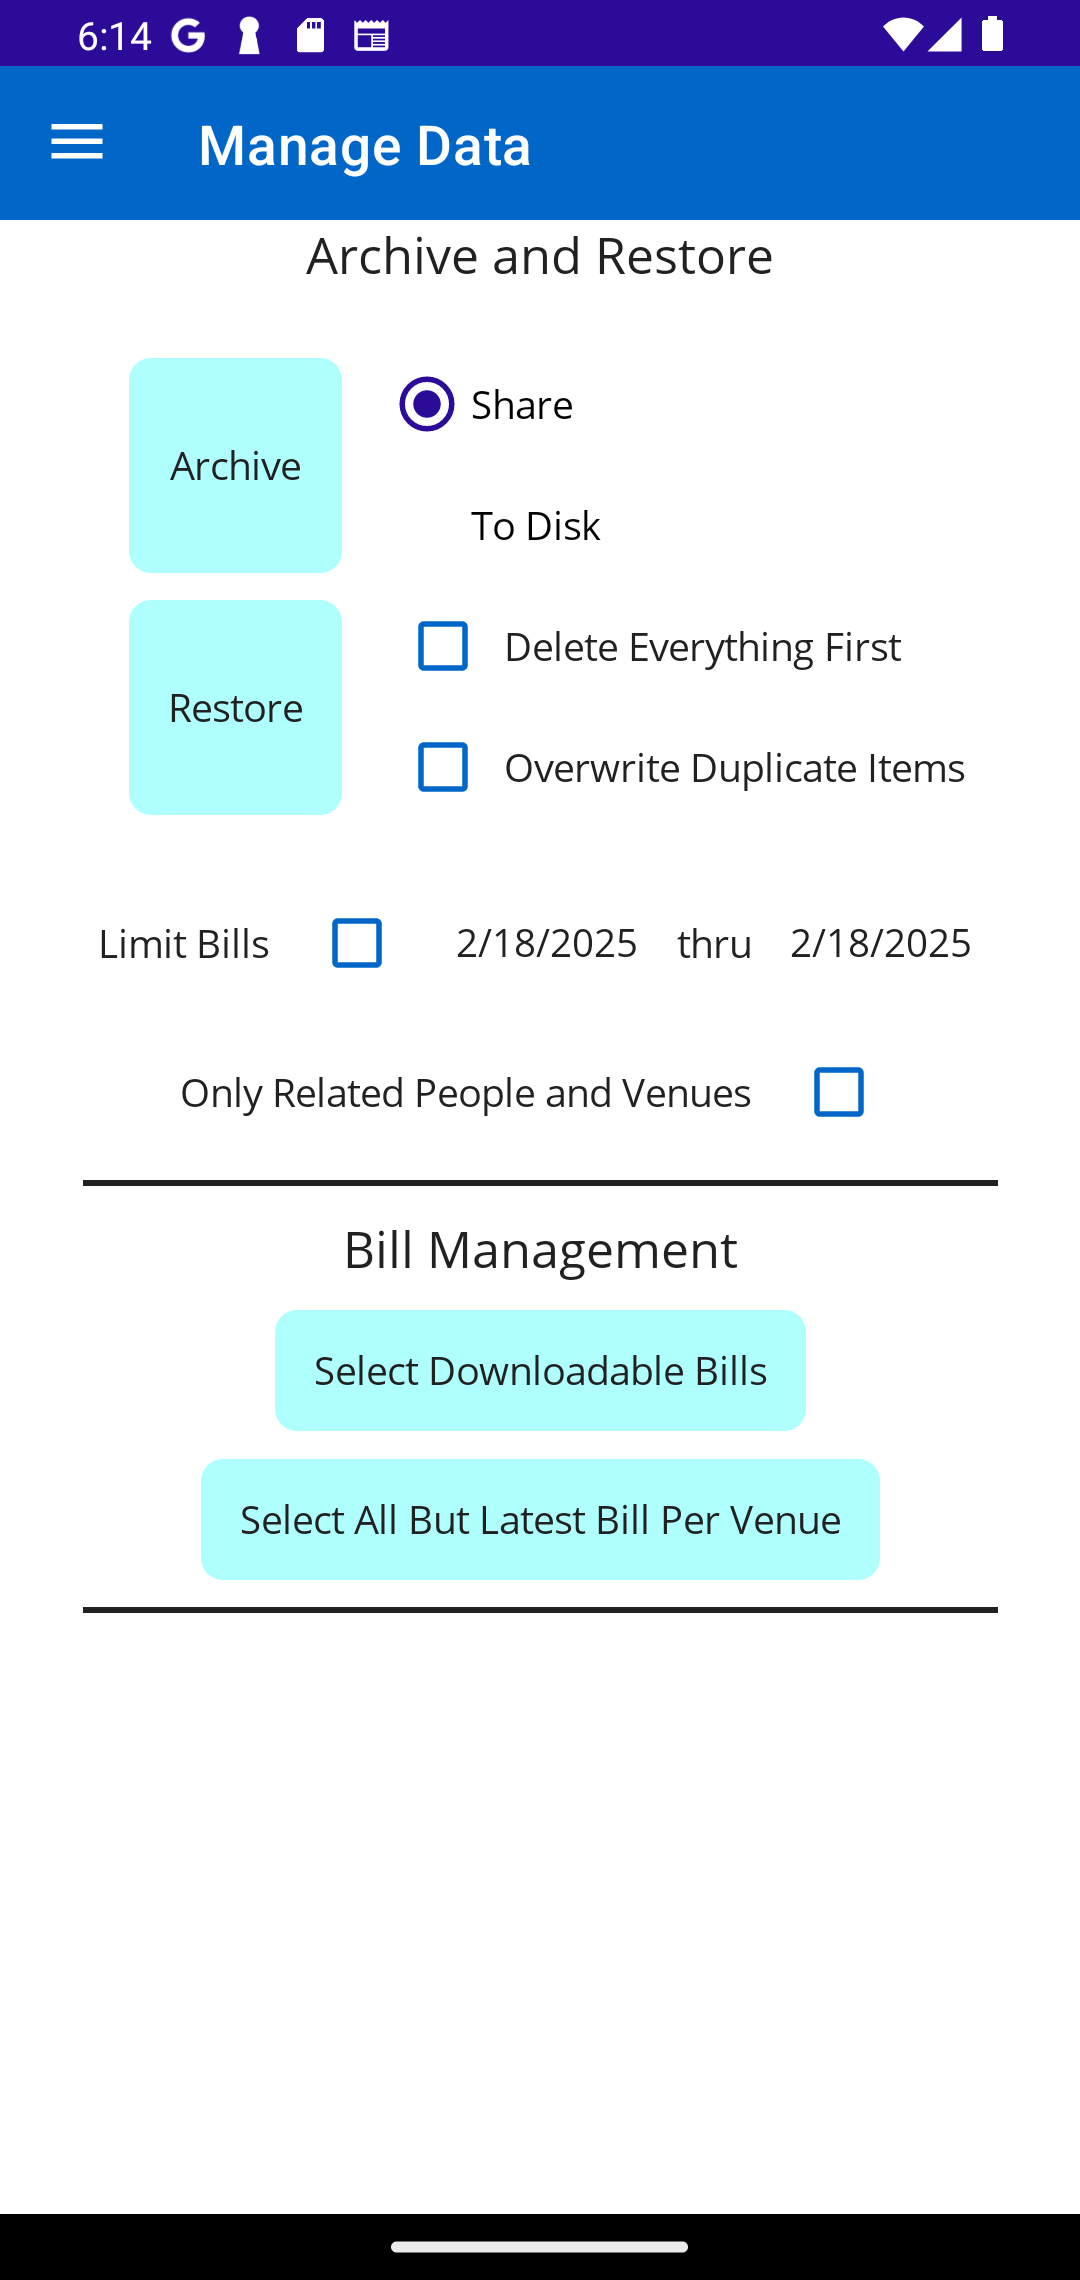 6:14
Manage Data
Archive and Restore
Archive
Share
To Disk
Restore
Delete Everything First
Overwrite Duplicate Items
Limit Bills 2/18/2025 thru 2/18/2025
Only Related People and Venues
Bill Management
Select Downloadable Bills
Select All But Latest Bill Per Venue